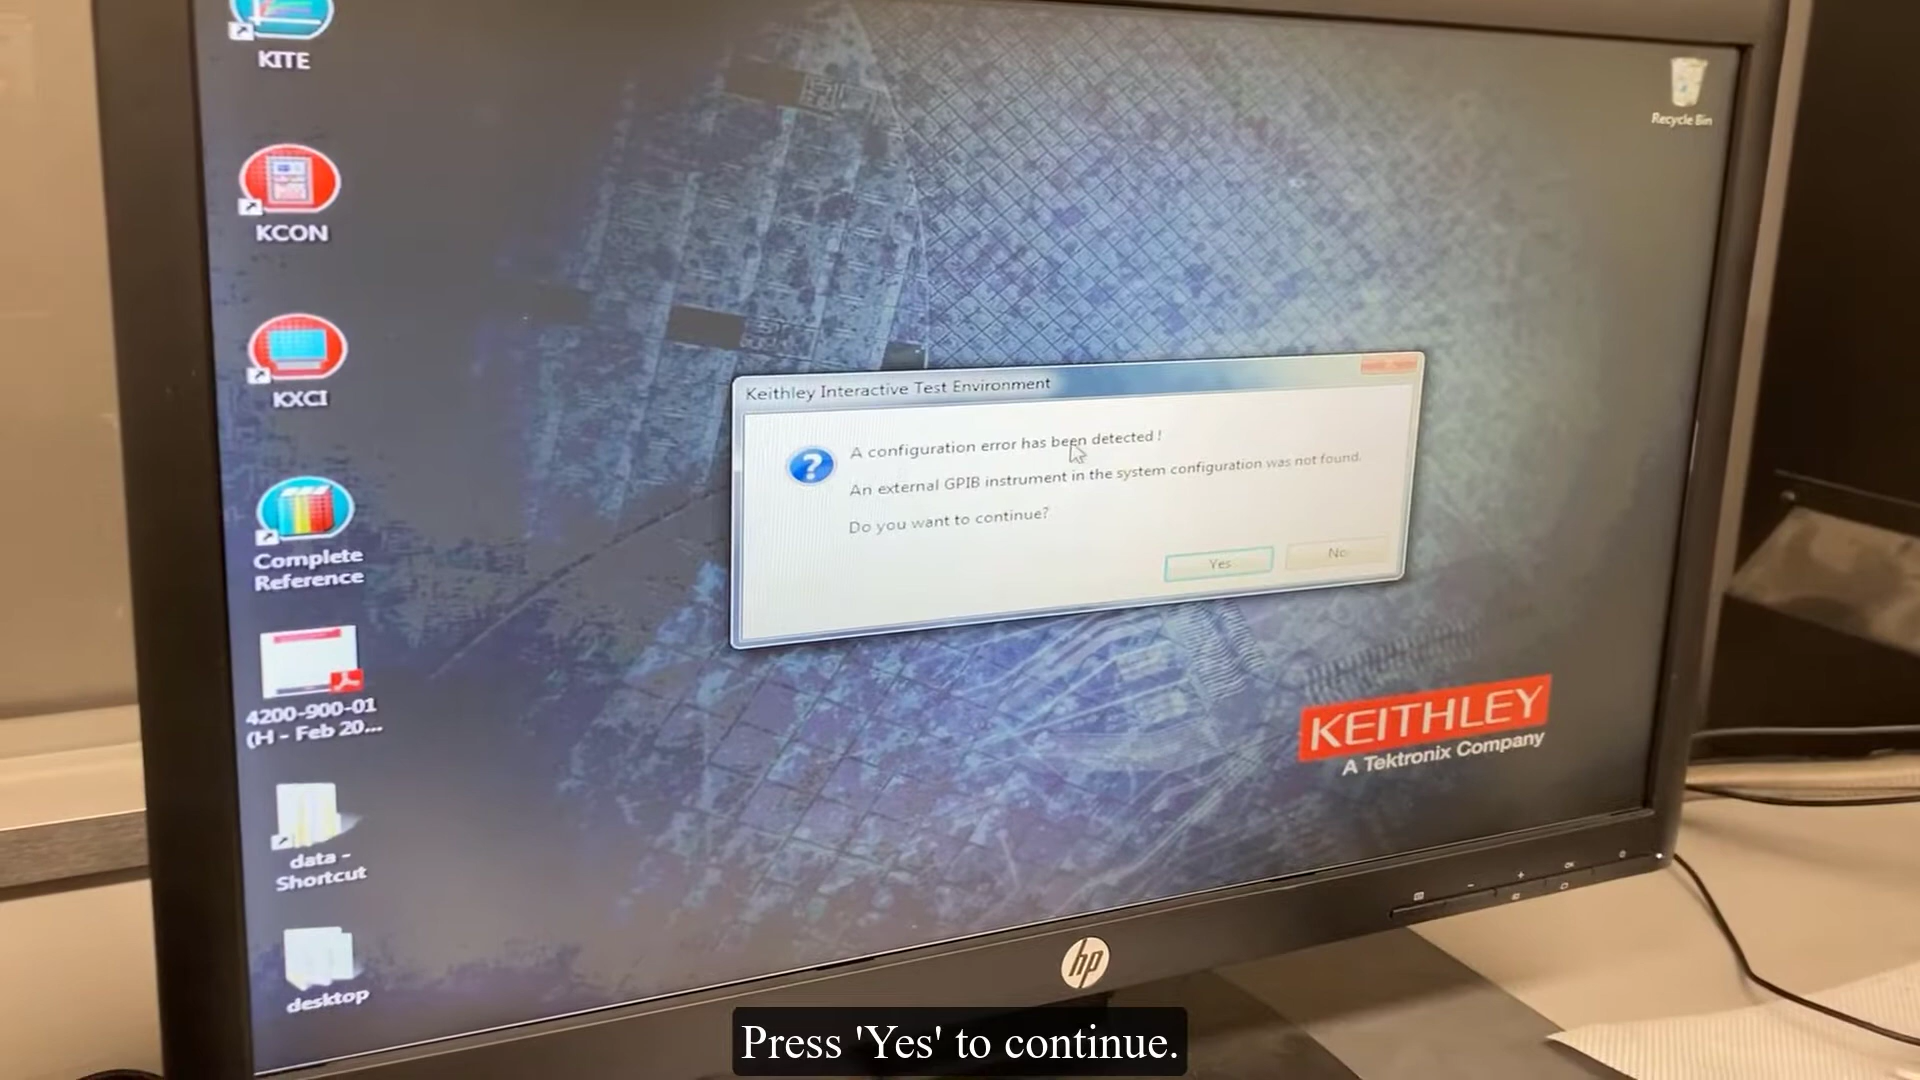 KITE
KCON
KXCI
Complete
Reference
4200-900-01
(H - Feb 20...
data -
Shortcut
desktop
Recycle Bin
Keithley Interactive Test Environment
A configuration error has been detected !
An external GPIB instrument in the system configuration was not found.
Do you want to continue?
Yes
No
KEITHLEY
A Tektronix Company
hp
Press 'Yes' to continue.